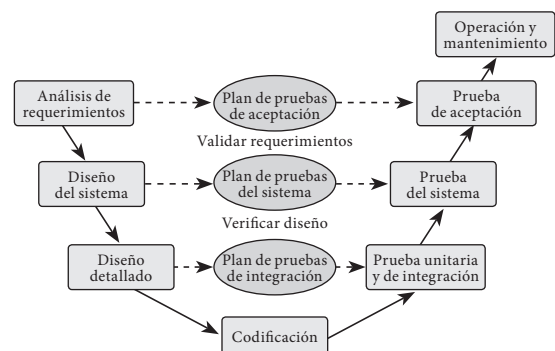 Operación y
mantenimiento
Análisis de
requerimientos
Plan de pruebas
de aceptación
Prueba
de aceptación
Validar requerimientos
Diseño
del sistema
Plan de pruebas
del sistema
Prueba
del sistema
Verificar diseño
Diseño
detallado
Plan de pruebas
de integración
Prueba unitaria
y de integración
Codificación